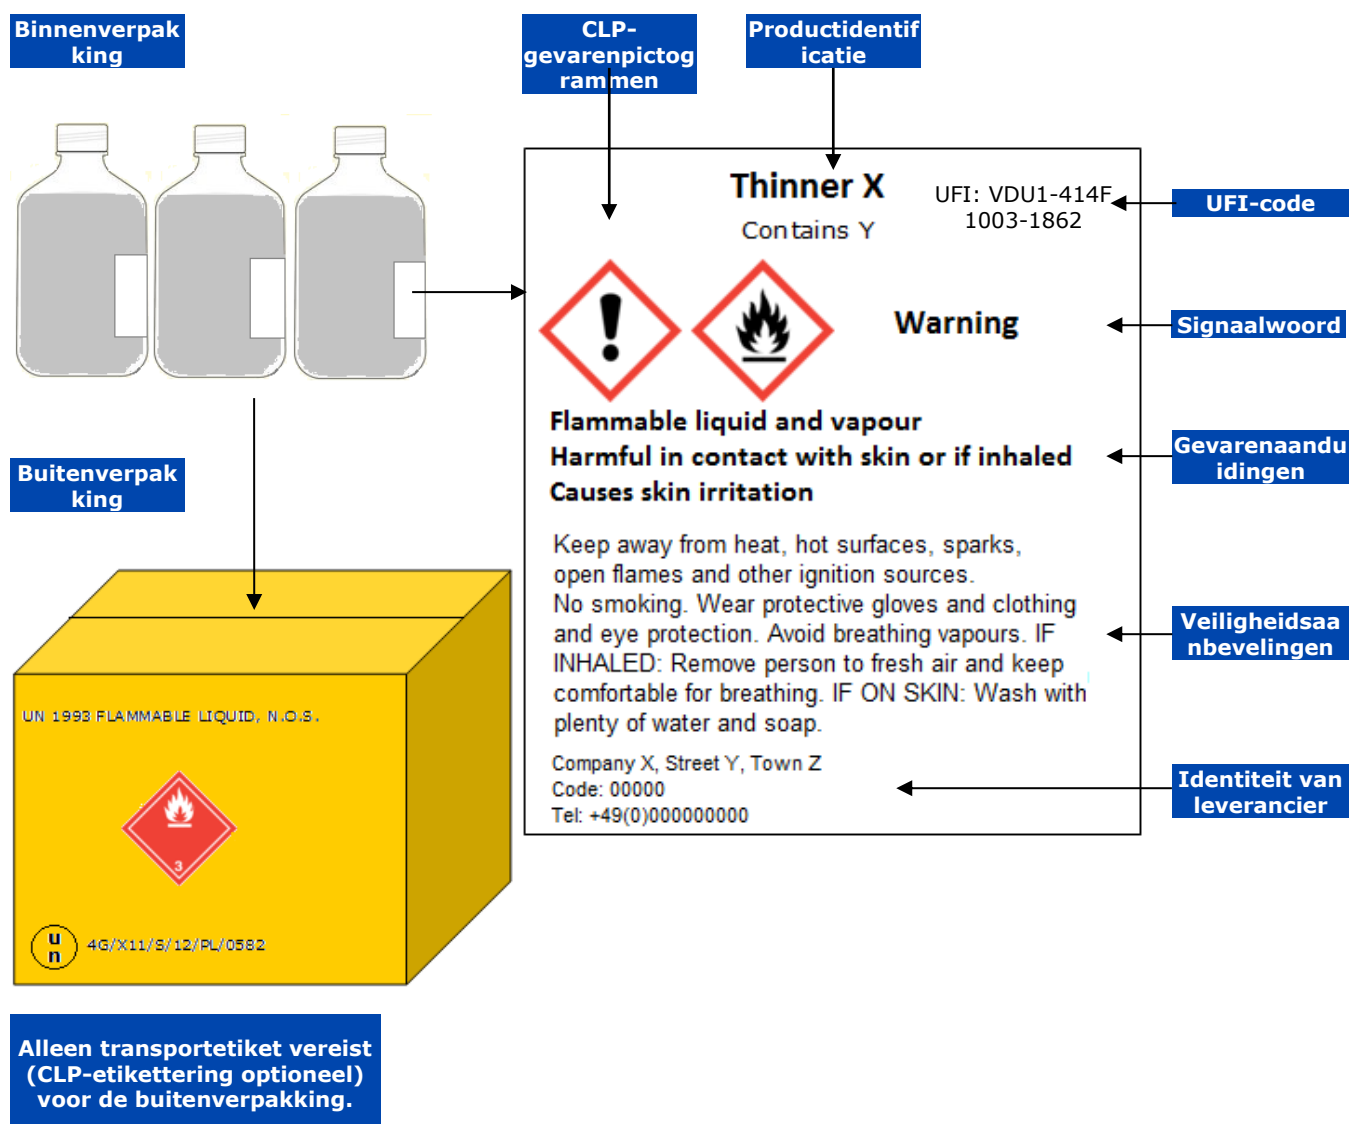 Binnenverpak
king
CLP-
gevarenpictog
rammen
Productidentif
icatie
Thinner X
Contains Y
UFI: VDU1-414F
1003-1862
UFI-code
Warning
Signaalwoord
Flammable liquid and vapour
Harmful in contact with skin or if inhaled
Causes skin irritation
Gevarenaandu
idingen
Buitenverpak
king
Keep away from heat, hot surfaces, sparks,
open flames and other ignition sources.
No smoking. Wear protective gloves and clothing
and eye protection. Avoid breathing vapours. IF
INHALED: Remove person to fresh air and keep
comfortable for breathing. IF ON SKIN: Wash with
plenty of water and soap.
Veiligheidsaa
nbevelingen
Company X, Street Y, Town Z
Code: 00000
Tel: +49(0)000000000
Identiteit van
leverancier
UN 1993 FLAMMABLE LIQUID, N.O.S.
3
u
n
4G/X11/S/12/PL/0582
Alleen transportetiket vereist
(CLP-etikettering optioneel)
voor de buitenverpakking.